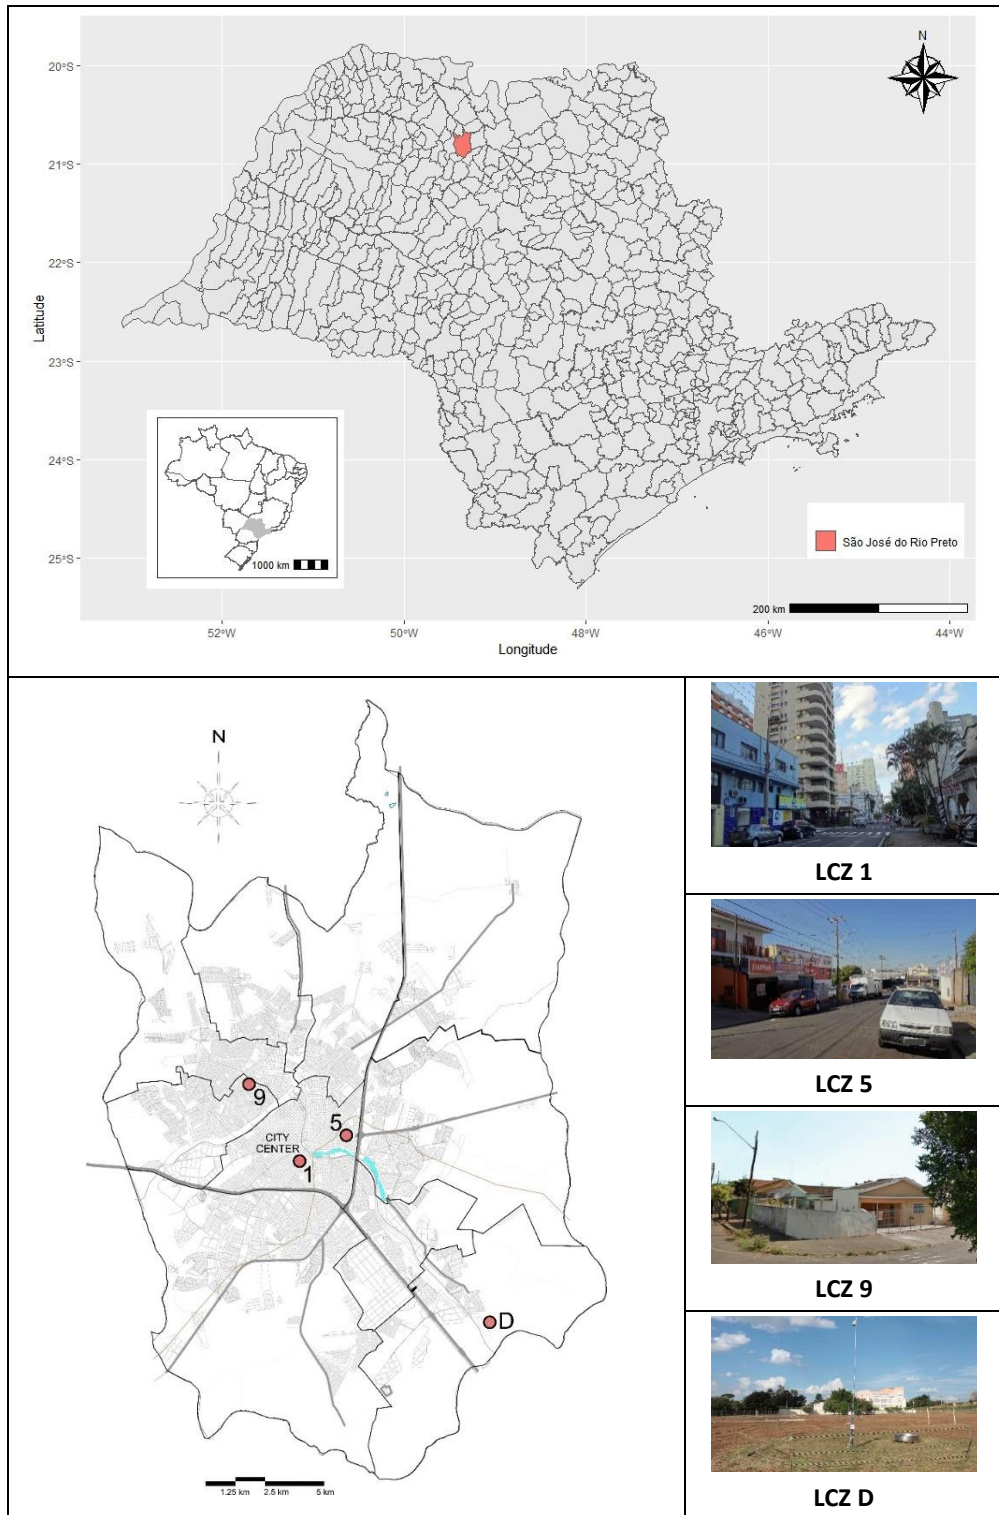 N
20°S
21°S
22°S
23°S
24°S
25°S
Latitude
1000 km
São José do Rio Preto
200 km
52°W
50°W
48°W
46°W
44°W
Longitude
N
9
5
CITY
CENTER
1
D
1.25 km
2.5 km
5 km
LCZ 1
LCZ 5
LCZ 9
LCZ D